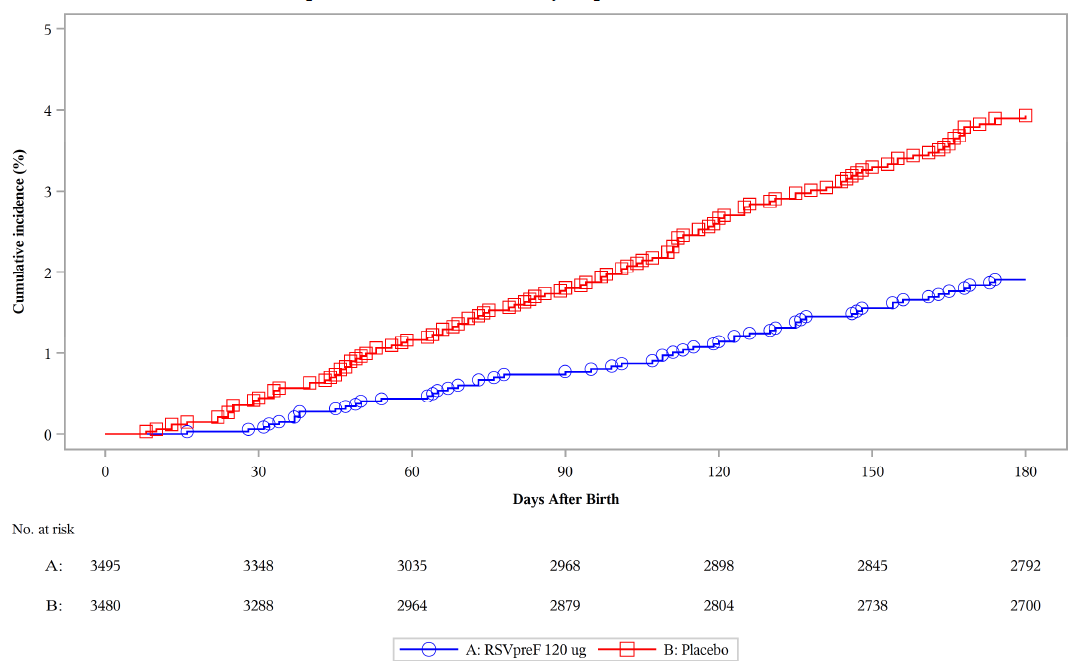 5
4
3
2
1
0
Cumulative incidence (%)
0 30 60 90 120 150 180
Days After Birth
No. at risk
A: 3495 3348 3035 2968 2898 2845 2792
B: 3480 3288 2964 2879 2804 2738 2700
A: RSVpreF 120 ug B: Placebo